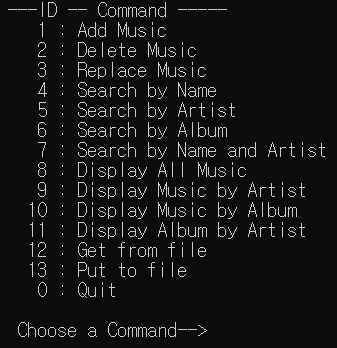 ---ID -- Command -----
1 : Add Music
2 : Delete Music
3 : Replace Music
4 : Search by Name
5 : Search by Artist
6 : Search by Album
7 : Search by Name and Artist
8 : Display All Music
9 : Display Music by Artist
10 : Display Music by Album
11 : Display Album by Artist
12 : Get from file
13 : Put to file
0 : Quit
Choose a Command-->